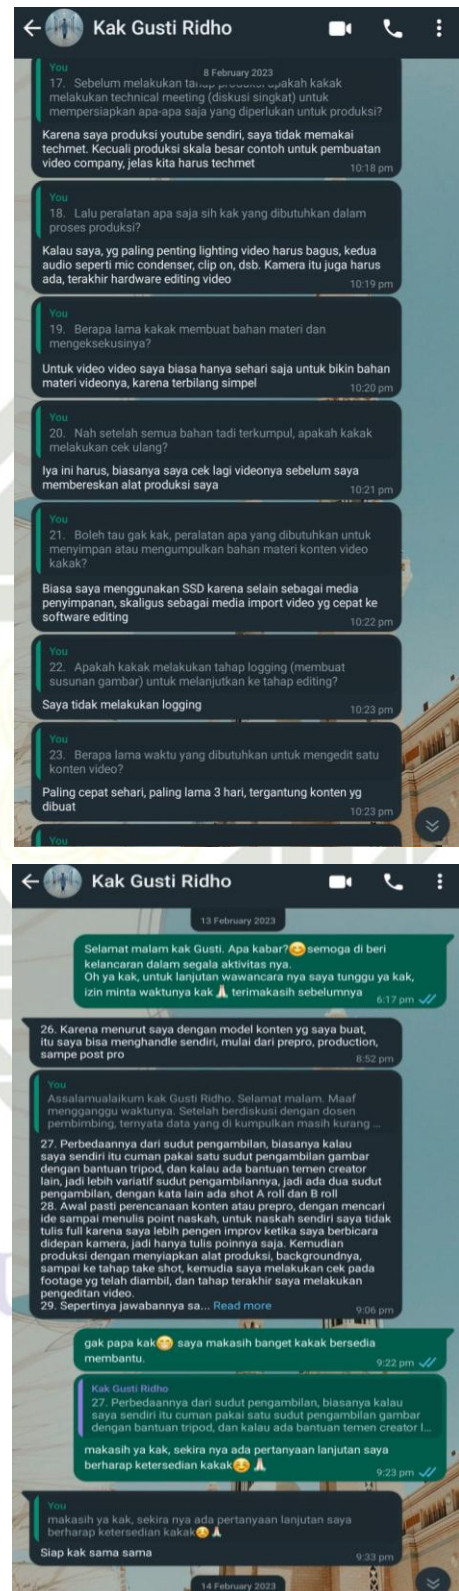 Kak Gusti Ridho
8 February 2023
You
17. Sebelum melakukan apakah kakak
melakukan technical meeting (diskusi singkat) untuk
mempersiapkan apa-apa saja yang diperlukan untuk produksi?
Karena saya produksi youtube sendiri, saya tidak memakai
techmet. Kecuali produksi skala besar contoh untuk pembuatan
video company, jelas kita harus techmet
10:18 pm
You
18. Lalu peralatan apa saja sih kak yang dibutuhkan dalam
proses produksi?
Kalau saya, yg paling penting lighting video harus bagus, kedua
audio seperti mic condenser, clip on, dsb. Kamera itu juga harus
ada, terakhir hardware editing video
10:19 pm
You
19. Berapa lama kakak membuat bahan materi dan
mengeksekusinya?
Untuk video video saya biasa hanya sehari saja untuk bikin bahan
materi videonya, karena terbilang simpel
10:20 pm
You
20. Nah setelah semua bahan tadi terkumpul, apakah kakak
melakukan cek ulang?
Iya ini harus, biasanya saya cek lagi videonya sebelum saya
membereskan alat produksi saya
10:21 pm
You
21. Boleh tau gak kak, peralatan apa yang dibutuhkan untuk
menyimpan atau mengumpulkan bahan materi konten video
kakak?
Biasa saya menggunakan SSD karena selain sebagai media
penyimpanan, skaligus sebagai media import video yg cepat ke
software editing
10:22 pm
You
22. Apakah kakak melakukan tahap logging (membuat
susunan gambar) untuk melanjutkan ke tahap editing?
Saya tidak melakukan logging
10:23 pm
You
23. Berapa lama waktu yang dibutuhkan untuk mengedit satu
konten video?
Paling cepat sehari, paling lama 3 hari, tergantung konten yg
dibuat
10:23 pm
You
Kak Gusti Ridho
13 February 2023
Selamat malam kak Gusti. Apa kabar?😊semoga di beri
kelancaran dalam segala aktivitas nya.
Oh ya kak, untuk lanjutan wawancara nya saya tunggu ya kak,
izin minta waktunya kak🙏 terimakasih sebelumnya
6:17 pm
26. Karena menurut saya dengan model konten yg saya buat,
itu saya bisa menghandle sendiri, mulai dari prepro, production,
sampe post pro
8:52 pm
You
Assalamualaikum kak Gusti Ridho. Selamat malam. Maaf
mengganggu waktunya. Setelah berdiskusi dengan dosen
pembimbing, ternyata data yang di kumpulkan masih kurang ...
27. Perbedaannya dari sudut pengambilan, biasanya kalau
saya sendiri itu cuman pakai satu sudut pengambilan gambar
dengan bantuan tripod, dan kalau ada bantuan temen creator
lain, jadi lebih variatif sudut pengambilannya, jadi ada dua sudut
pengambilan, dengan kata lain ada shot A roll dan B roll
28. Awal pasti perencanaan konten atau prepro, dengan mencari
ide sampai menulis point naskah, untuk naskah sendiri saya tidak
tulis full karena saya lebih pengen improv ketika saya berbicara
didepan kamera, jadi hanya tulis poinnya saja. Kemudian
produksi dengan menyiapkan alat produksi, backgroundnya,
sampai ke tahap take shot, kemudia saya melakukan cek pada
footage yg telah diambil, dan tahap terakhir saya melakukan
pengeditan video.
29. Sepertinya jawabannya sa... Read more
9:06 pm
gak papa kak😁 saya makasih banget kakak bersedia
membantu.
9:22 pm
Kak Gusti Ridho
27. Perbedaannya dari sudut pengambilan, biasanya kalau
saya sendiri itu cuman pakai satu sudut pengambilan gambar
dengan bantuan tripod, dan kalau ada bantuan temen creator l...
makasih ya kak, sekira nya ada pertanyaan lanjutan saya
berharap ketersedian kakak☺️🙏
9:23 pm
You
makasih ya kak, sekira nya ada pertanyaan lanjutan saya
berharap ketersedian kakak☺️🙏
Siap kak sama sama
9:33 pm
14 February 2023